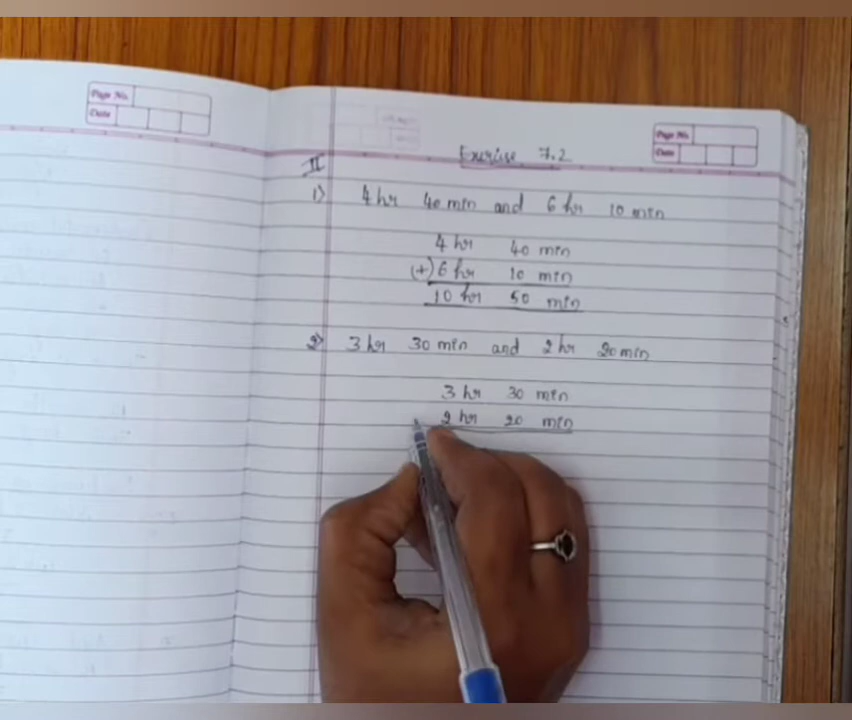 Page No.
Date
Page No.
Date
Exercise 7.2
II
1) 4 hr 40 min and 6 hr 10 min
4 hr 40 min
(+) 6 hr 10 min
10 hr 50 min
2) 3 hr 30 min and 2 hr 20 min
3 hr 30 min
2 hr 20 min